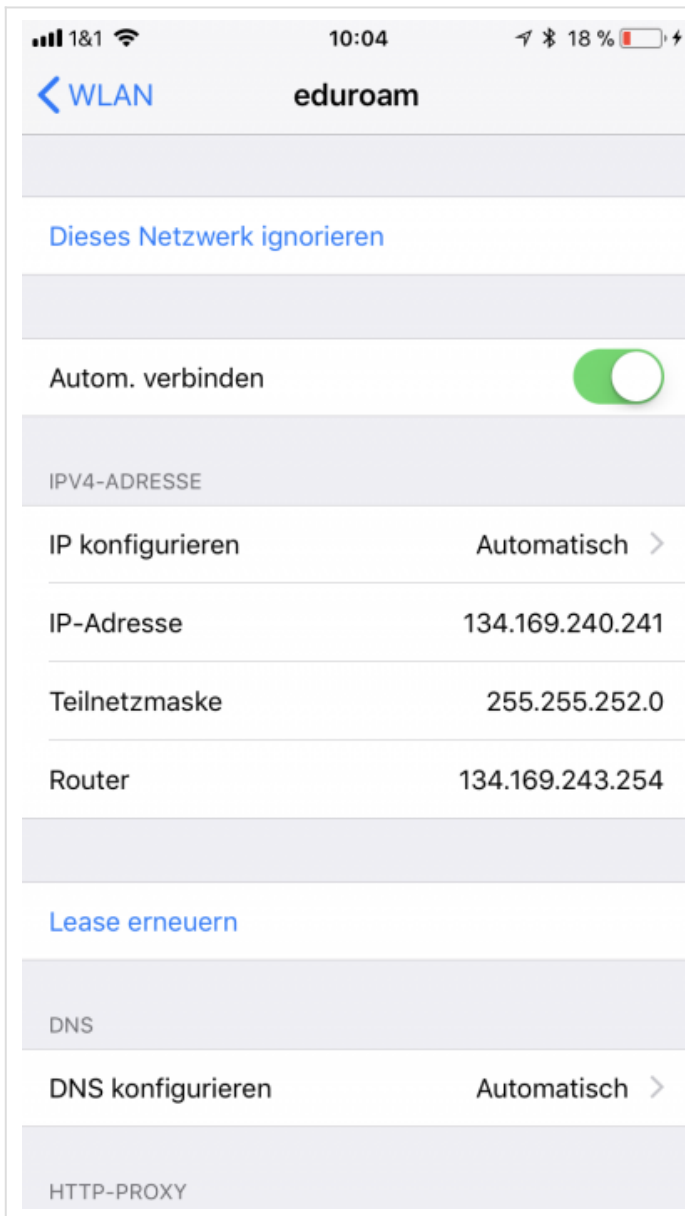 1&1 10:04 18 %
WLAN eduroam
Dieses Netzwerk ignorieren
Autom. verbinden
IPV4-ADRESSE
IP konfigurieren Automatisch
IP-Adresse 134.169.240.241
Teilnetzmaske 255.255.252.0
Router 134.169.243.254
Lease erneuern
DNS
DNS konfigurieren Automatisch
HTTP-PROXY